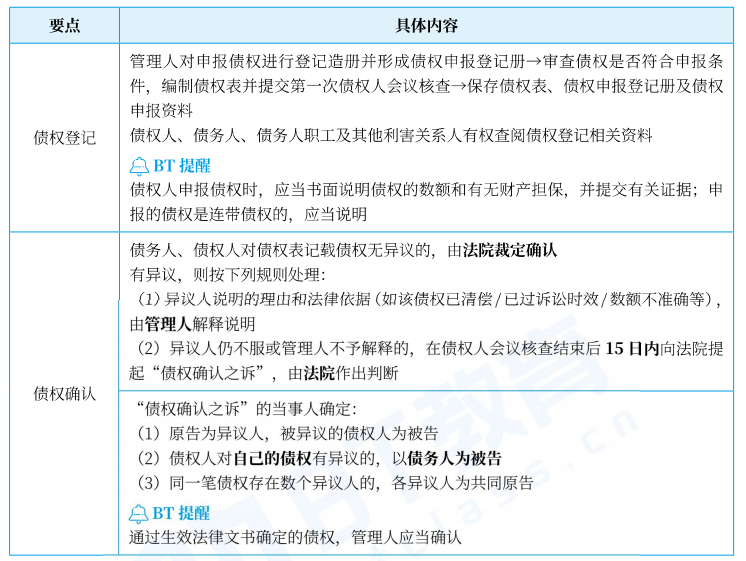 要点
具体内容
债权登记
管理人对申报债权进行登记造册并形成债权申报登记册→审查债权是否符合申报条
件，编制债权表并提交第一次债权人会议核查→保存债权表、债权申报登记册及债权
申报资料
债权人、债务人、债务人职工及其他利害关系人有权查阅债权登记相关资料
BT 提醒
债权人申报债权时，应当书面说明债权的数额和有无财产担保，并提交有关证据；申
报的债权是连带债权的，应当说明
债权确认
债务人、债权人对债权表记载债权无异议的，由法院裁定确认
有异议，则按下列规则处理：
（1）异议人说明的理由和法律依据（如该债权已清偿/已过诉讼时效/数额不准确等），
由管理人解释说明
（2）异议人仍不服或管理人不予解释的，在债权人会议核查结束后 15 日内向法院提
起“债权确认之诉”，由法院作出判断
“债权确认之诉”的当事人确定：
（1）原告为异议人，被异议的债权人为被告
（2）债权人对自己的债权有异议的，以债务人为被告
（3）同一笔债权存在数个异议人的，各异议人为共同原告
BT 提醒
通过生效法律文书确定的债权，管理人应当确认